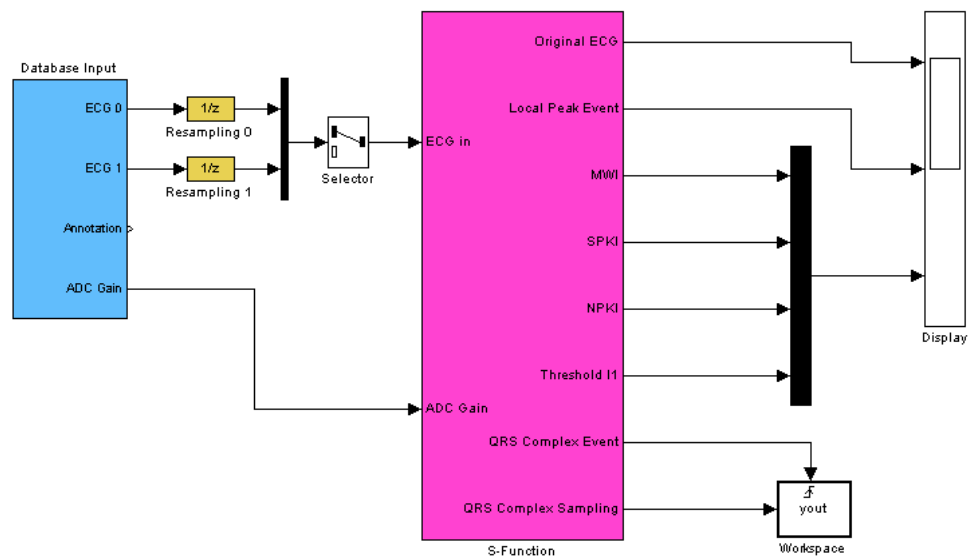 Database Input
ECG 0
1/z
Resampling 0
ECG 1
1/z
Resampling 1
Annotation
ADC Gain
Selector
ECG in
ADC Gain
Original ECG
Local Peak Event
MWI
SPKI
NPKI
Threshold I1
QRS Complex Event
QRS Complex Sampling
S-Function
Display
yout
Workspace